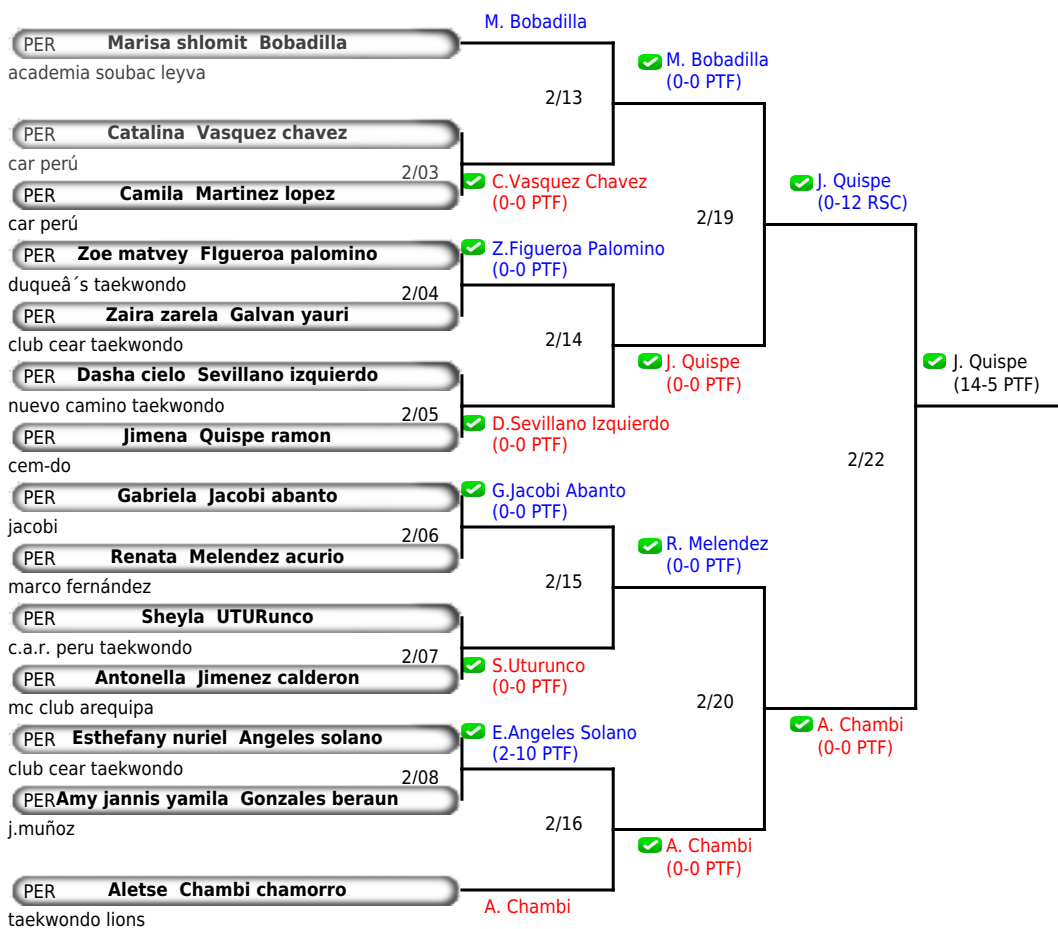 PER Marisa shlomit Bobadilla
academia soubac leyva
PER Catalina Vasquez chavez
car perú
2/03
PER Camila Martinez lopez
car perú
PER Zoe matvey FIgueroa palomino
duqueâ´s taekwondo
2/04
PER Zaira zarela Galvan yauri
club cear taekwondo
PER Dasha cielo Sevillano izquierdo
nuevo camino taekwondo
2/05
PER Jimena Quispe ramon
cem-do
PER Gabriela Jacobi abanto
jacobi
2/06
PER Renata Melendez acurio
marco fernández
PER Sheyla UTURunco
c.a.r. peru taekwondo
2/07
PER Antonella Jimenez calderon
mc club arequipa
PER Esthefany nuriel Angeles solano
club cear taekwondo
2/08
PER Amy jannis yamila Gonzales beraun
j.muñoz
PER Aletse Chambi chamorro
taekwondo lions
M. Bobadilla
2/13
C.Vasquez Chavez
(0-0 PTF)
Z.Figueroa Palomino
(0-0 PTF)
2/14
D.Sevillano Izquierdo
(0-0 PTF)
G.Jacobi Abanto
(0-0 PTF)
2/15
S.Uturunco
(0-0 PTF)
E.Angeles Solano
(2-10 PTF)
2/16
A. Chambi
M. Bobadilla
(0-0 PTF)
2/19
J. Quispe
(0-0 PTF)
R. Melendez
(0-0 PTF)
2/20
A. Chambi
(0-0 PTF)
J. Quispe
(0-12 RSC)
2/22
A. Chambi
(0-0 PTF)
J. Quispe
(14-5 PTF)